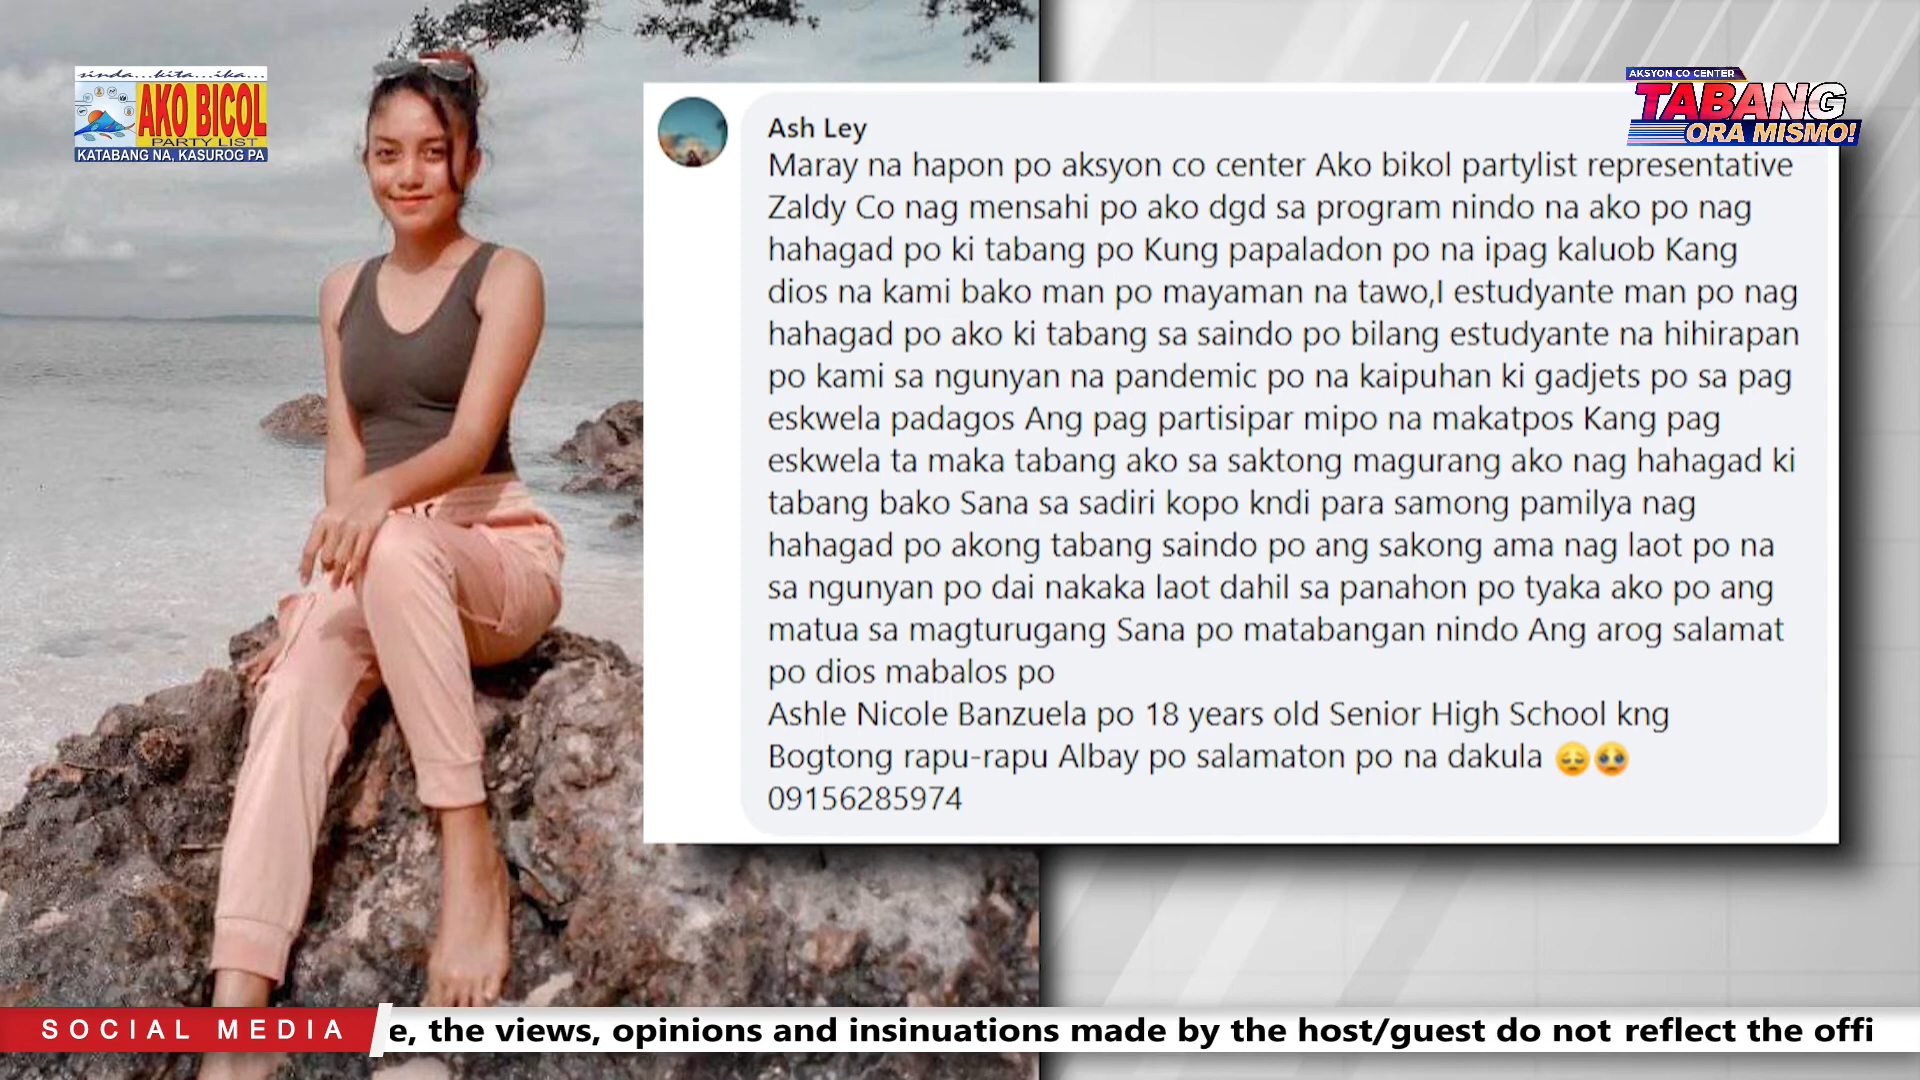 sinda...kita...ika...
AKO BICOL
PARTY LIST
KATABANG NA, KASUROG PA
AKSYON CO CENTER
TABANG
ORA MISMO!
Ash Ley
Maray na hapon po aksyon co center Ako bikol partylist representative
Zaldy Co nag mensahi po ako dgd sa program nindo na ako po nag
hahagad po ki tabang po Kung papaladon po na ipag kaluob Kang
dios na kami bako man po mayaman na tawo,I estudyante man po nag
hahagad po ako ki tabang sa saindo po bilang estudyante na hihirapan
po kami sa ngunyan na pandemic po na kaipuhan ki gadjets po sa pag
eskwela padagos Ang pag partisipar mipo na makatpos Kang pag
eskwela ta maka tabang ako sa saktong magurang ako nag hahagad ki
tabang bako Sana sa sadiri kopo kndi para samong pamilya nag
hahagad po akong tabang saindo po ang sakong ama nag laot po na
sa ngunyan po dai nakaka laot dahil sa panahon po tyaka ako po ang
matua sa magturugang Sana po matabangan nindo Ang arog salamat
po dios mabalos po
Ashle Nicole Banzuela po 18 years old Senior High School kng
Bogtong rapu-rapu Albay po salamaton po na dakula 😔🥺
09156285974
SOCIAL MEDIA
e, the views, opinions and insinuations made by the host/guest do not reflect the offi